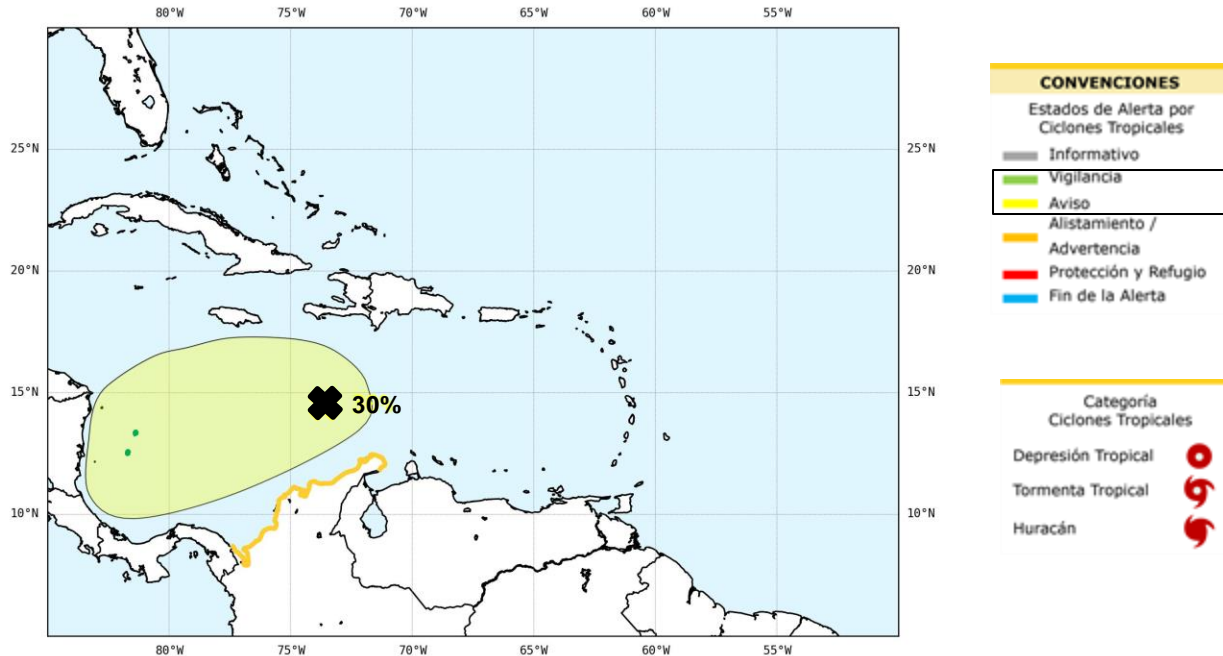 80°W 75°W 70°W 65°W 60°W 55°W
25°N 25°N
20°N 20°N
15°N 15°N
30%
10°N 10°N
80°W 75°W 70°W 65°W 60°W 55°W
CONVENCIONES
Estados de Alerta por
Ciclones Tropicales
Informativo
Vigilancia
Aviso
Alistamiento /
Advertencia
Protección y Refugio
Fin de la Alerta
Categoría
Ciclones Tropicales
Depresión Tropical
Tormenta Tropical
Huracán